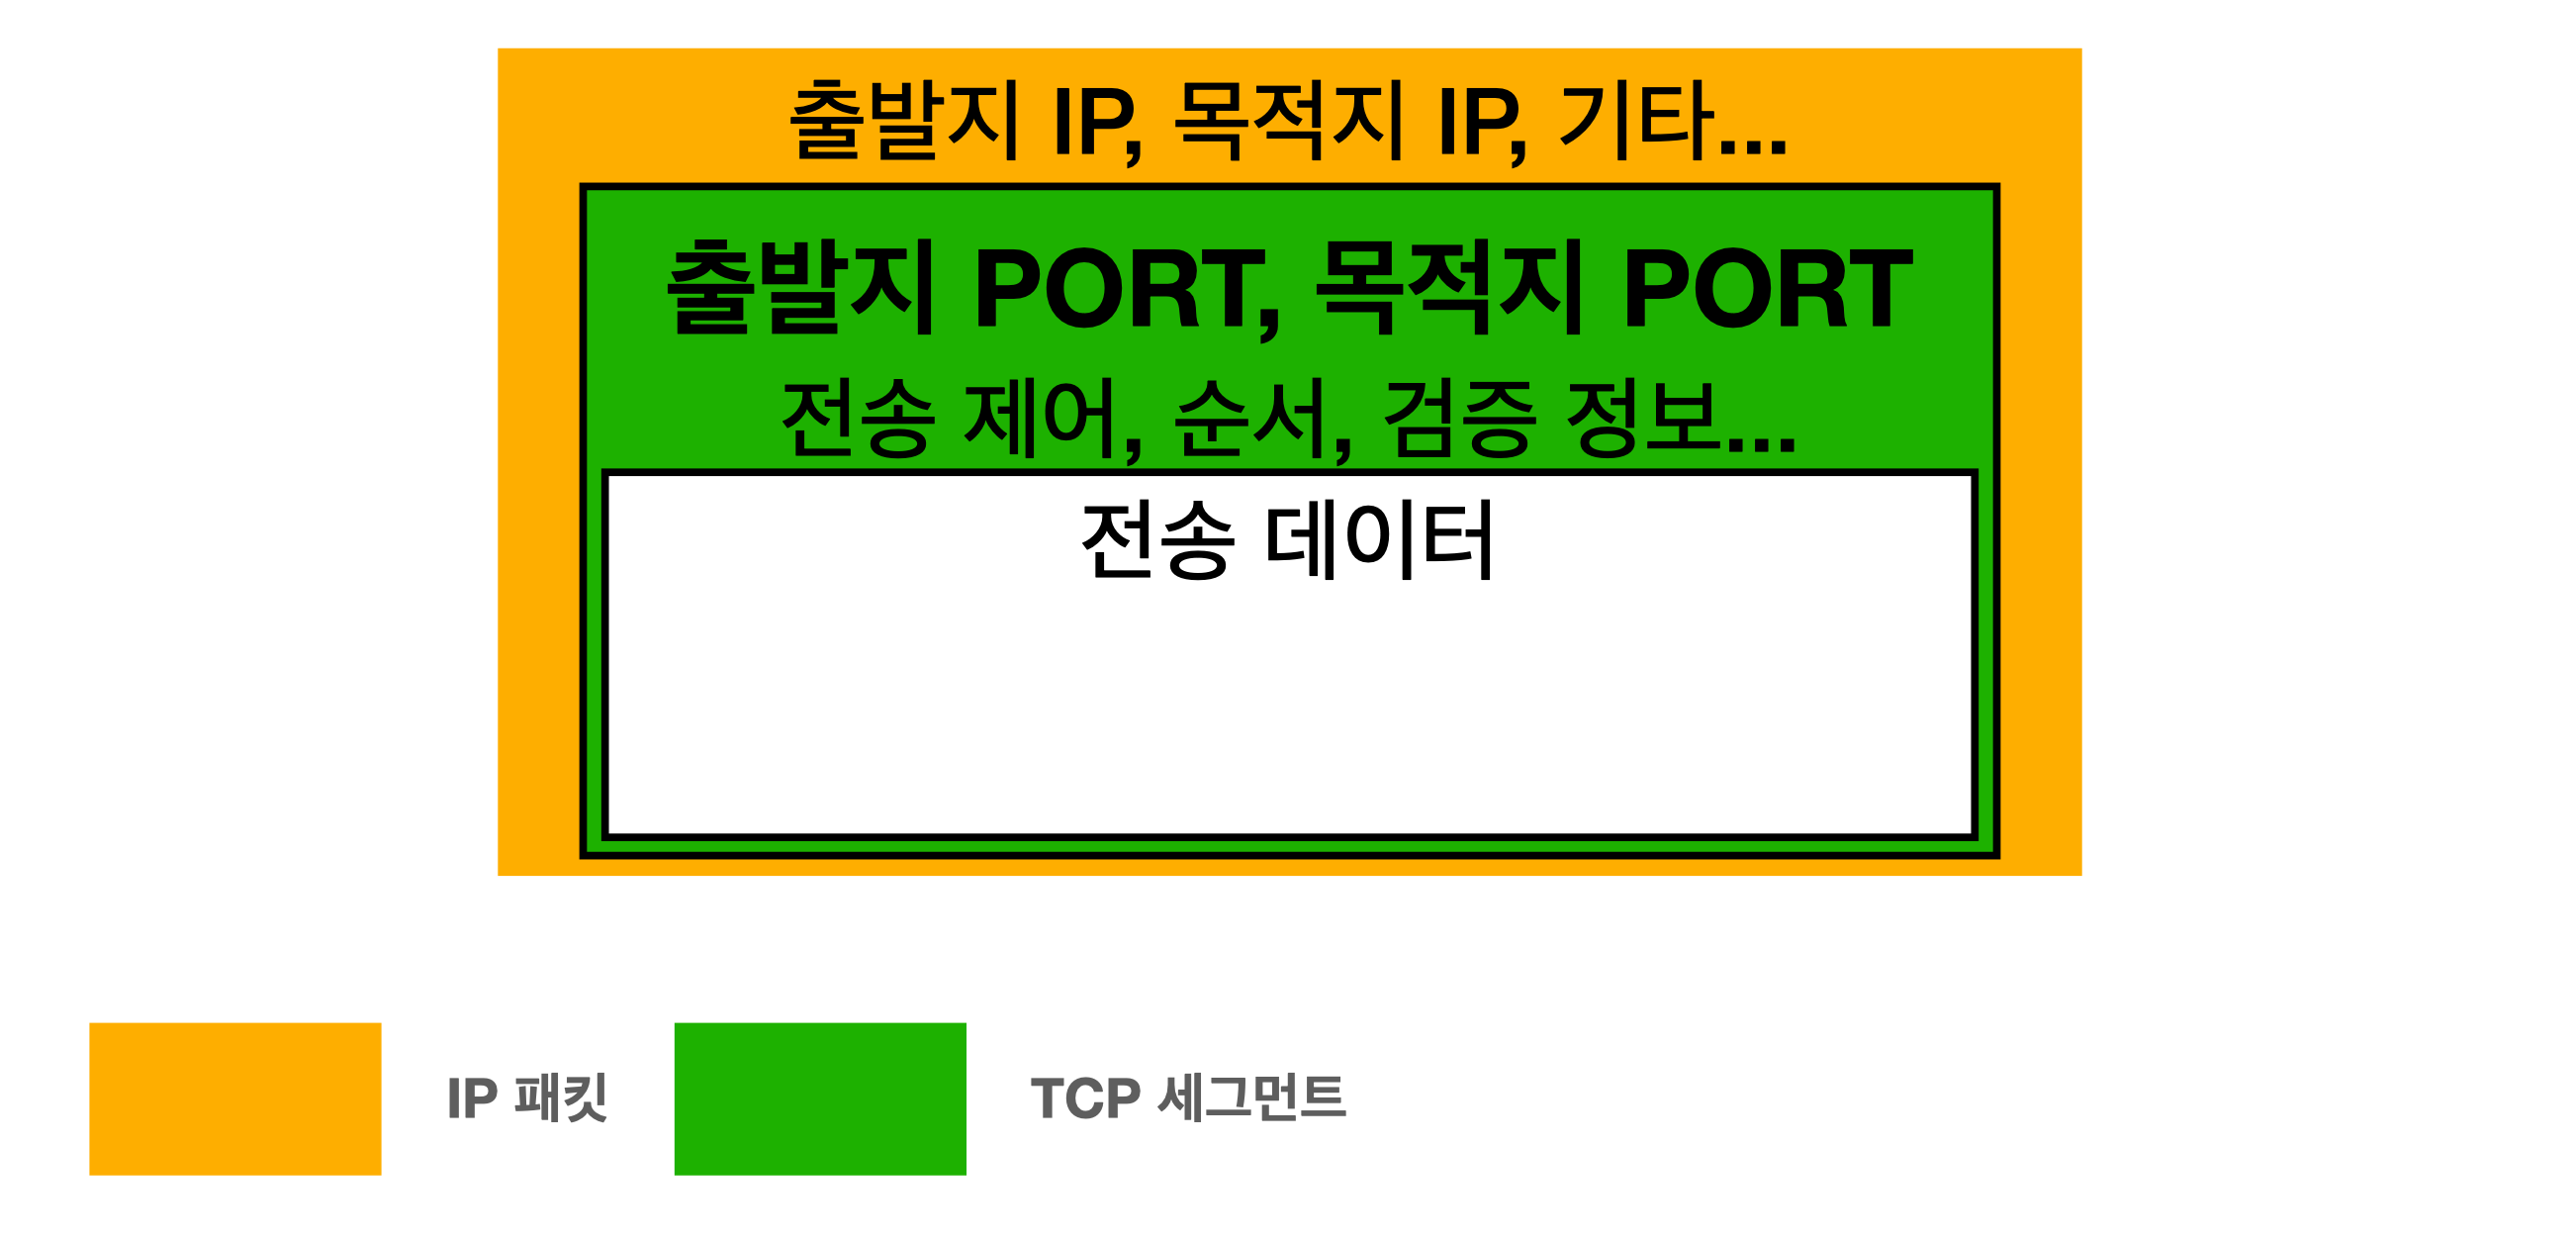 출발지 IP, 목적지 IP, 기타...
출발지 PORT, 목적지 PORT
전송 제어, 순서, 검증 정보...
전송 데이터
IP 패킷
TCP 세그먼트